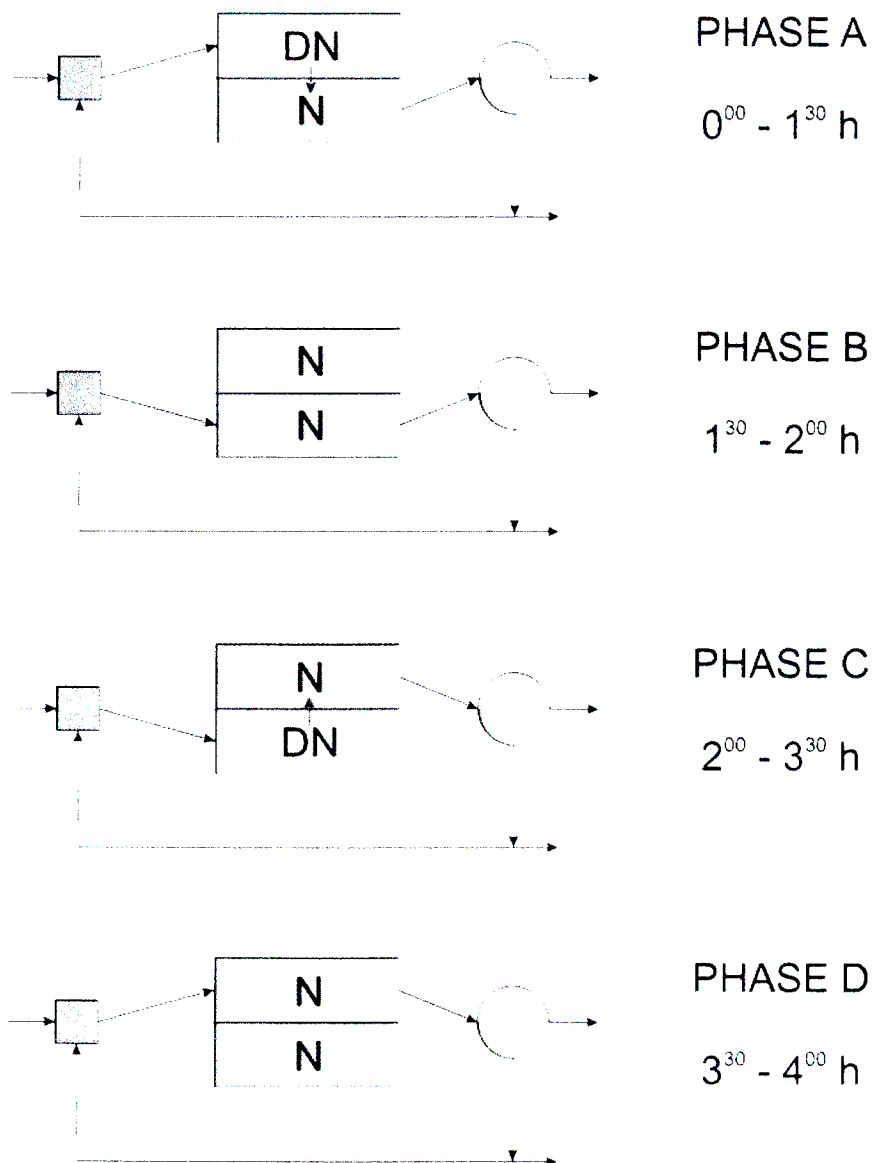 DN
N
PHASE A
0⁰⁰ - 1³⁰ h
N
N
PHASE B
1³⁰ - 2⁰⁰ h
N
DN
PHASE C
2⁰⁰ - 3³⁰ h
N
N
PHASE D
3³⁰ - 4⁰⁰ h